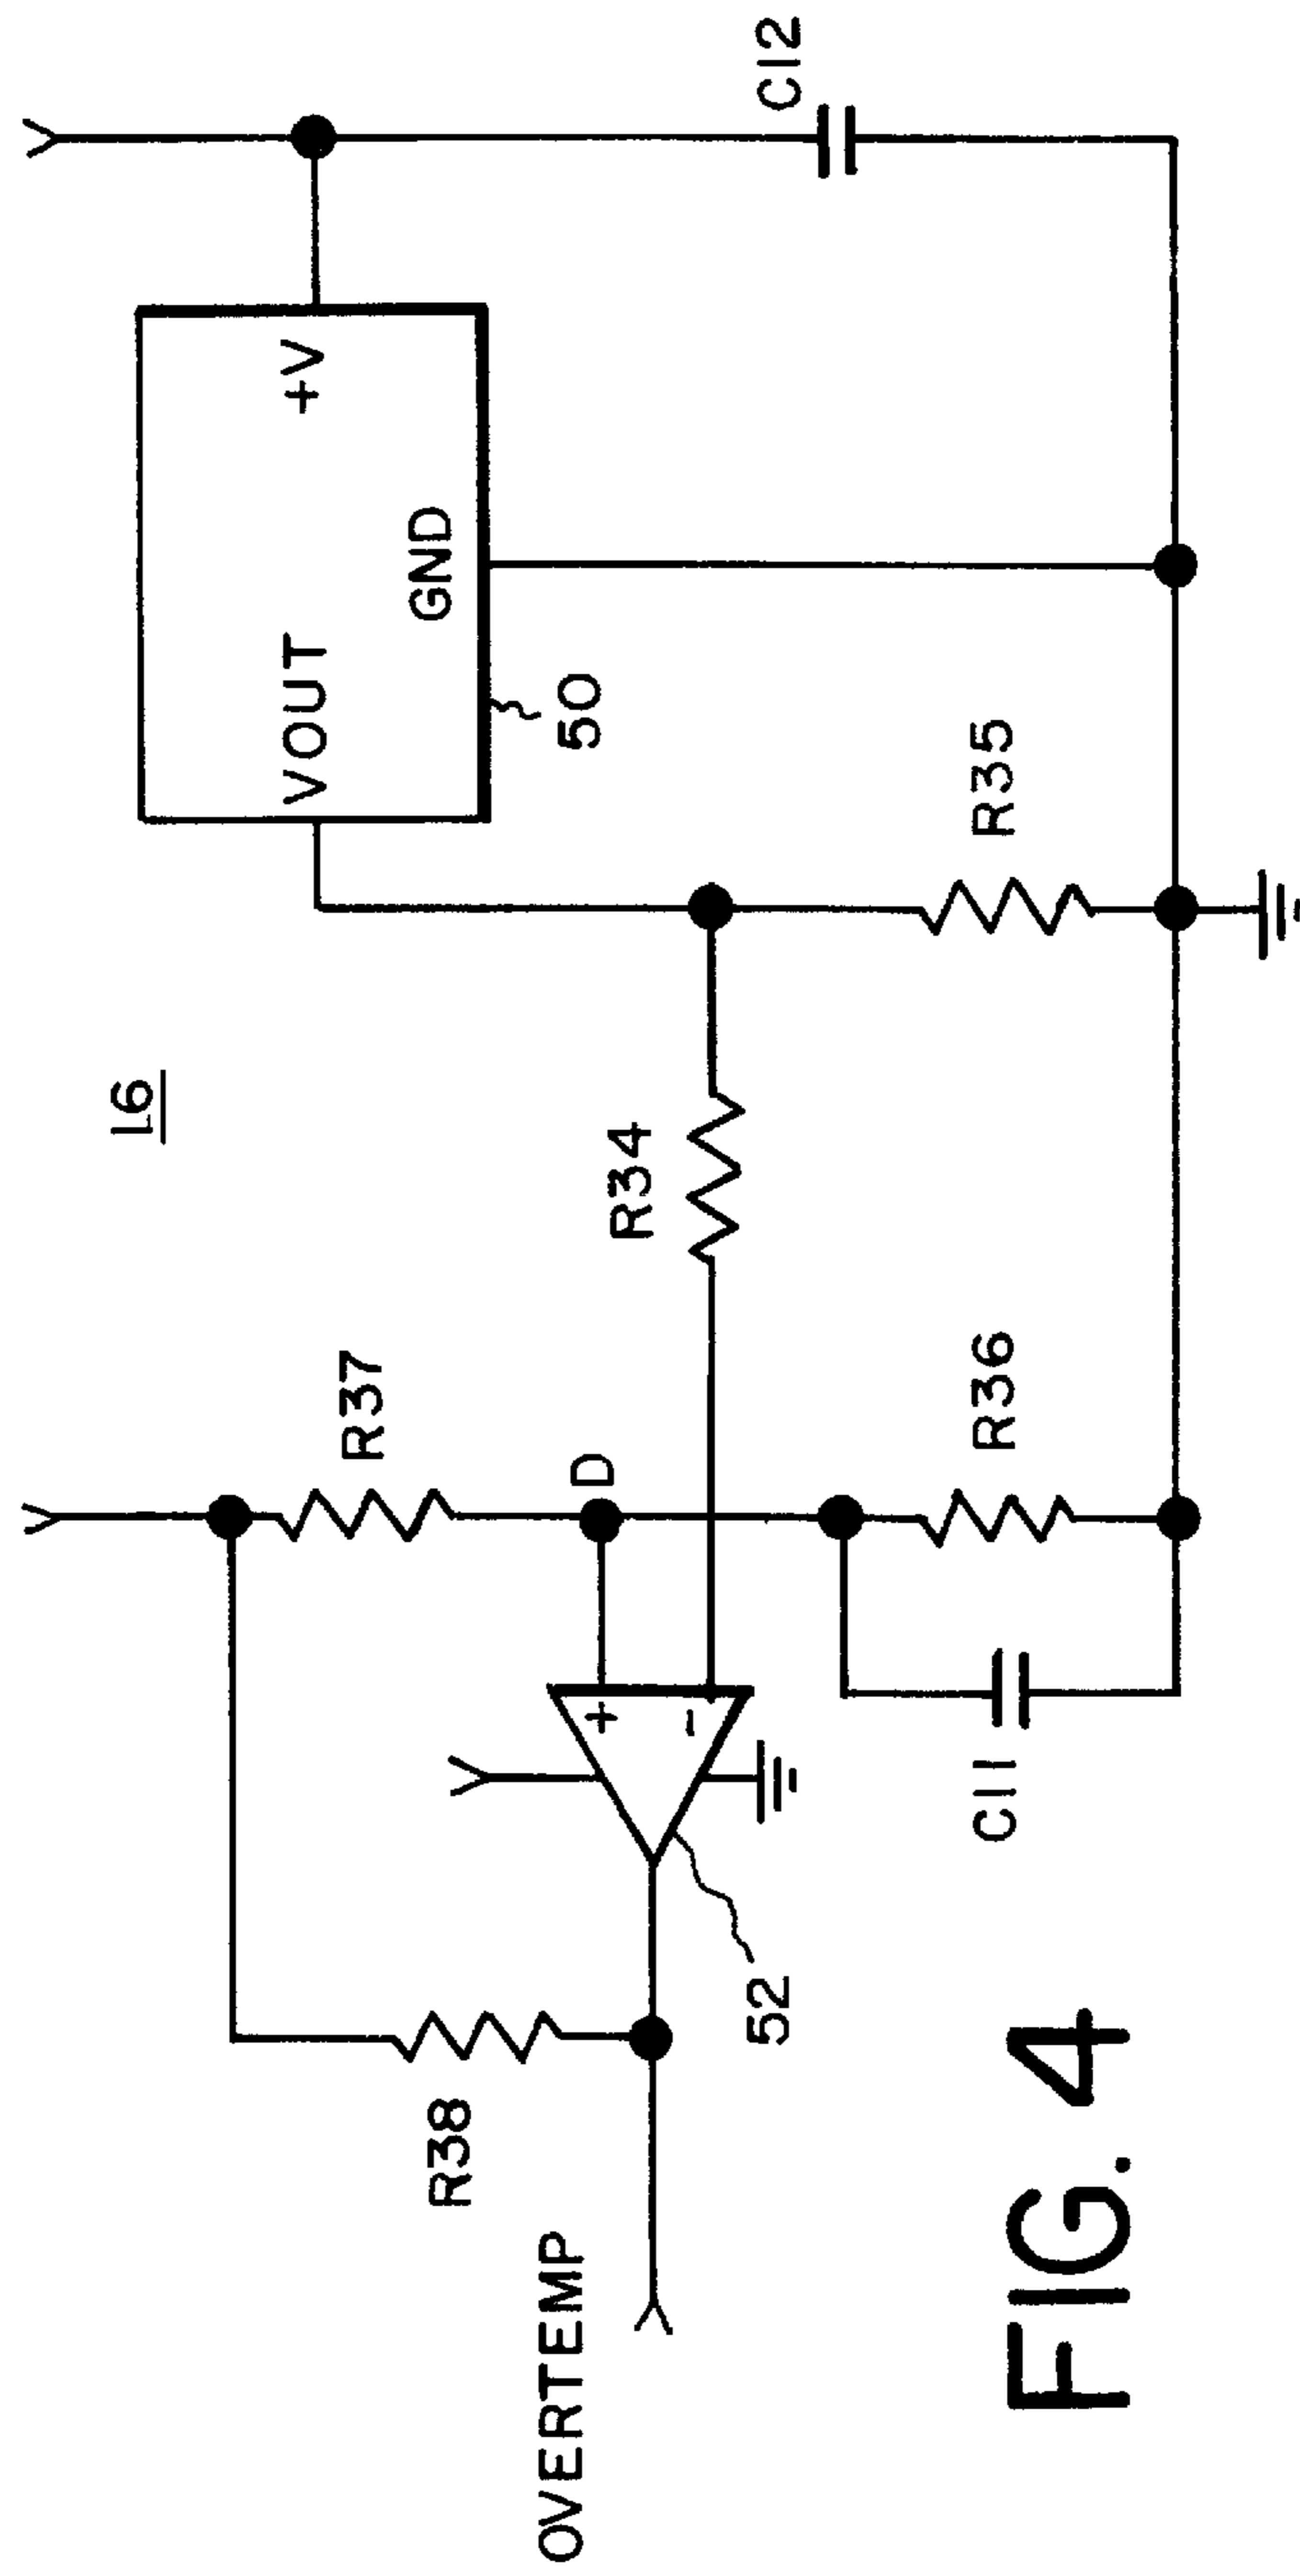 16
OVERTEMP
R38
R37
D
+
-
52
R34
VOUT
+V
GND
50
C11
R36
R35
C12
FIG. 4